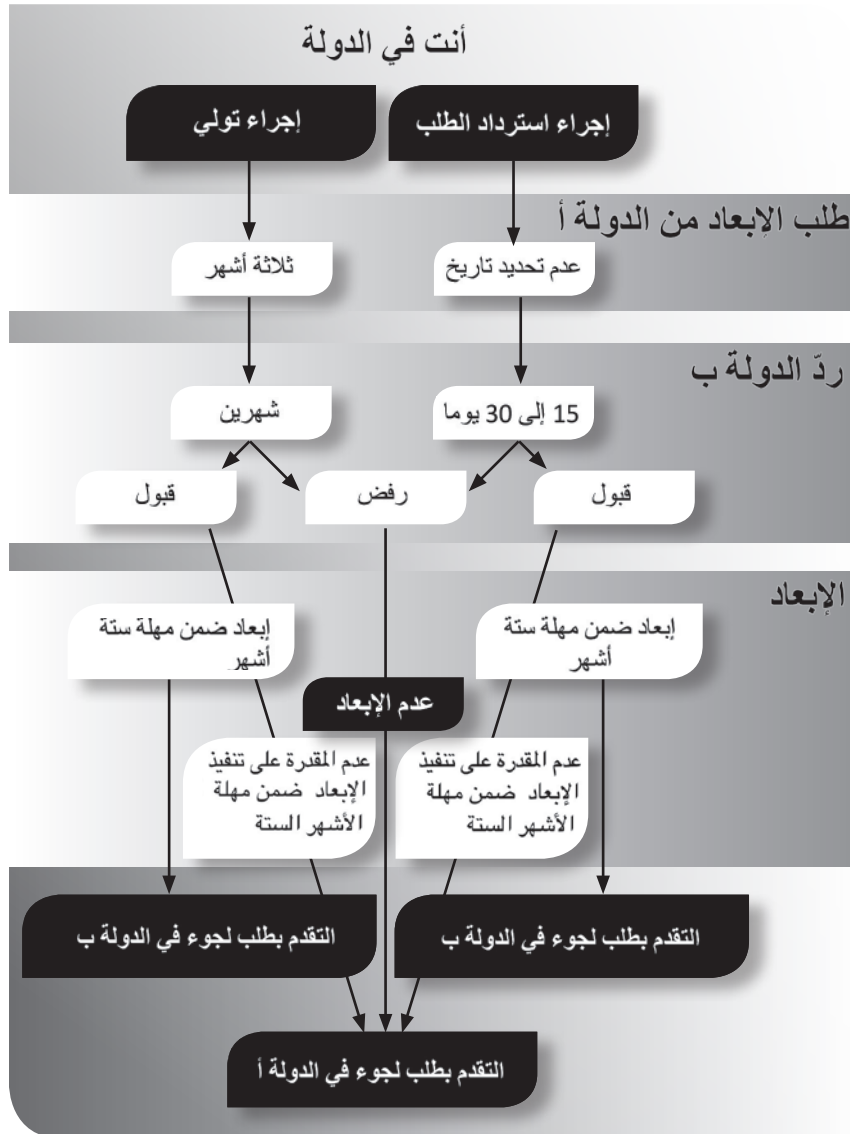 أنت في الدولة
إجراء استرداد الطلب
إجراء تولي
طلب الإبعاد من الدولة أ
عدم تحديد تاريخ
ثلاثة أشهر
ردّ الدولة ب
15 إلى 30 يوما
شهرين
قبول
رفض
قبول
الإبعاد
إبعاد ضمن مهلة ستة
أشهر
إبعاد ضمن مهلة ستة
أشهر
عدم الإبعاد
عدم المقدرة على تنفيذ
الإبعاد ضمن مهلة
الأشهر الستة
عدم المقدرة على تنفيذ
الإبعاد ضمن مهلة
الأشهر الستة
التقدم بطلب لجوء في الدولة ب
التقدم بطلب لجوء في الدولة ب
التقدم بطلب لجوء في الدولة أ